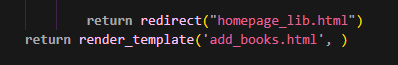 return redirect("homepage_lib.html")
return render_template('add_books.html', )